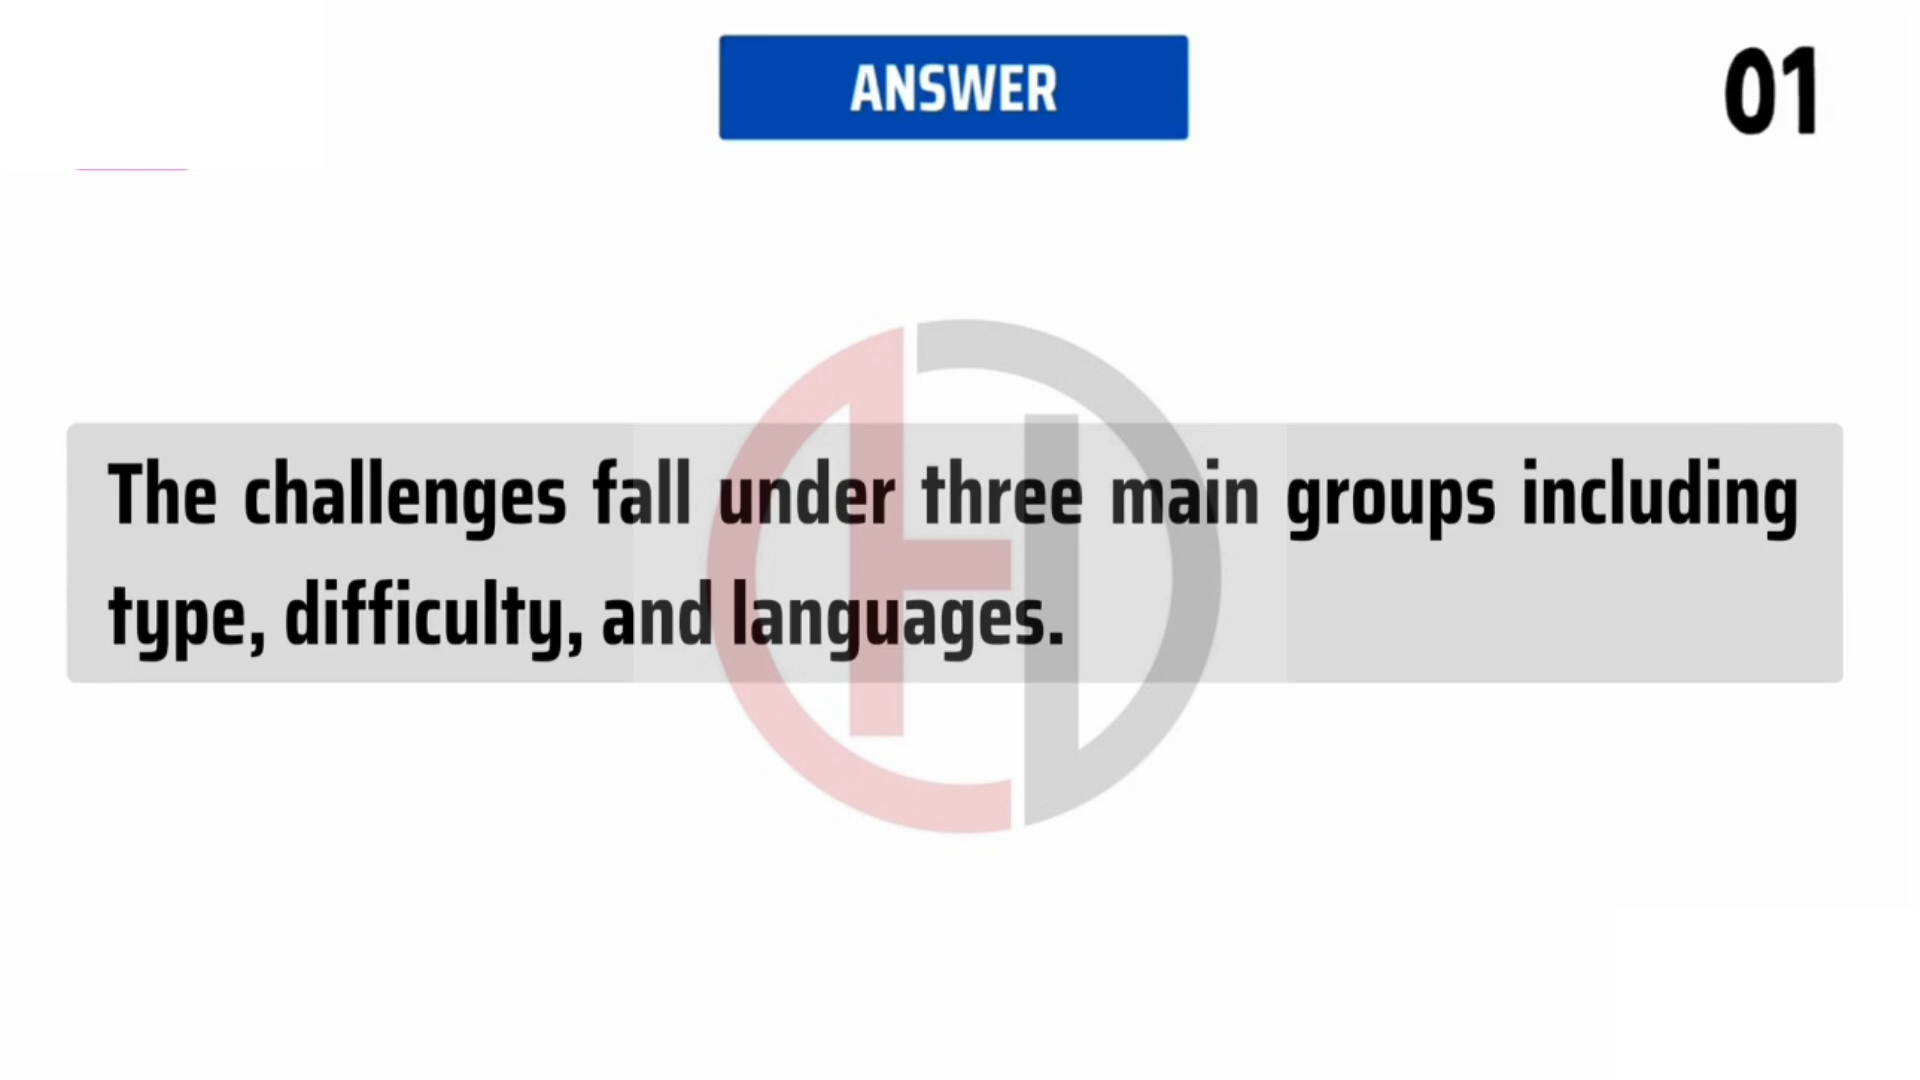 ANSWER
01
The challenges fall under three main groups including
type, difficulty, and languages.